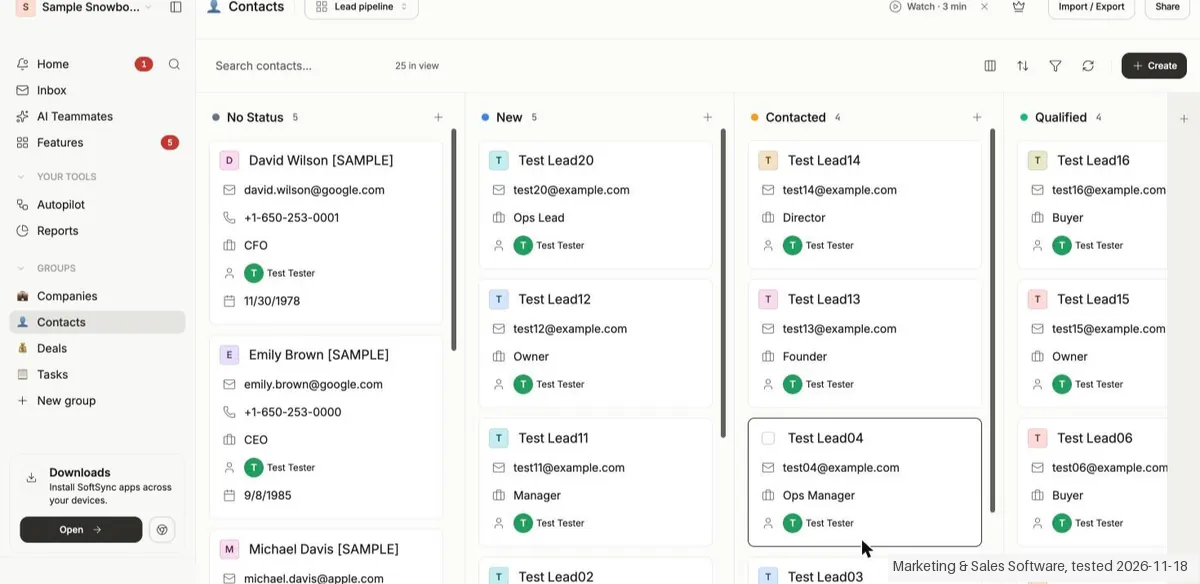 S Sample Snowbo...
Home 1
Inbox
AI Teammates
Features 5
YOUR TOOLS
Autopilot
Reports
GROUPS
Companies
Contacts
Deals
Tasks
New group
Downloads
Install SoftSync apps across
your devices.
Open →
Contacts
Lead pipeline
Watch · 3 min
Import / Export
Share
Search contacts...
25 in view
+ Create
No Status 5
D David Wilson [SAMPLE]
david.wilson@google.com
+1-650-253-0001
CFO
T Test Tester
11/30/1978
E Emily Brown [SAMPLE]
emily.brown@google.com
+1-650-253-0000
CEO
T Test Tester
9/8/1985
M Michael Davis [SAMPLE]
michael.davis@apple.com
New 5
T Test Lead20
test20@example.com
Ops Lead
T Test Tester
T Test Lead12
test12@example.com
Owner
T Test Tester
T Test Lead11
test11@example.com
Manager
T Test Tester
T Test Lead02
Contacted 4
T Test Lead14
test14@example.com
Director
T Test Tester
T Test Lead13
test13@example.com
Founder
T Test Tester
Test Lead04
test04@example.com
Ops Manager
T Test Tester
T Test Lead03
Qualified 4
T Test Lead16
test16@example.com
Buyer
T Test Tester
T Test Lead15
test15@example.com
Owner
T Test Tester
T Test Lead06
test06@example.com
Buyer
T Test Tester
Marketing & Sales Software, tested 2026-11-18